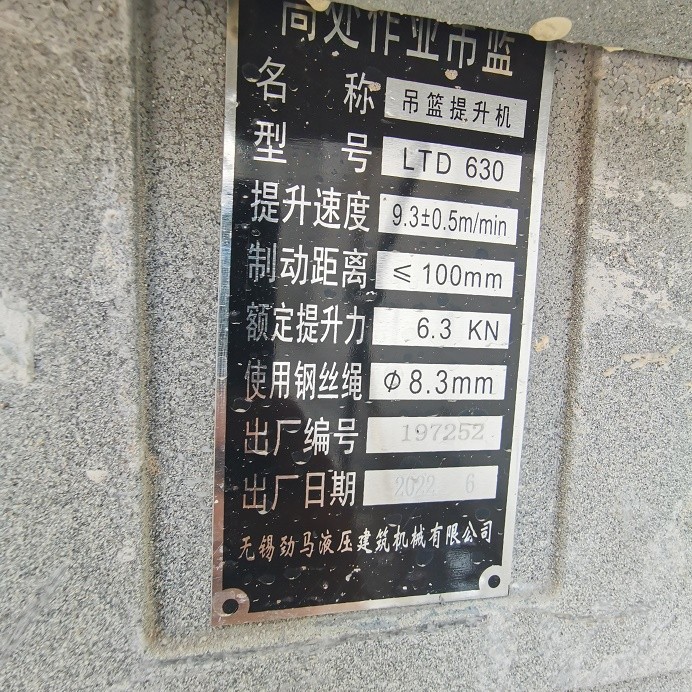 高处作业吊篮
名称 吊篮提升机
型号 LTD 630
提升速度 9.3±0.5m/min
制动距离 ≤100mm
额定提升力 6.3 KN
使用钢丝绳 Φ8.3mm
出厂编号 197252
出厂日期 2022 6
无锡劲马液压建筑机械有限公司